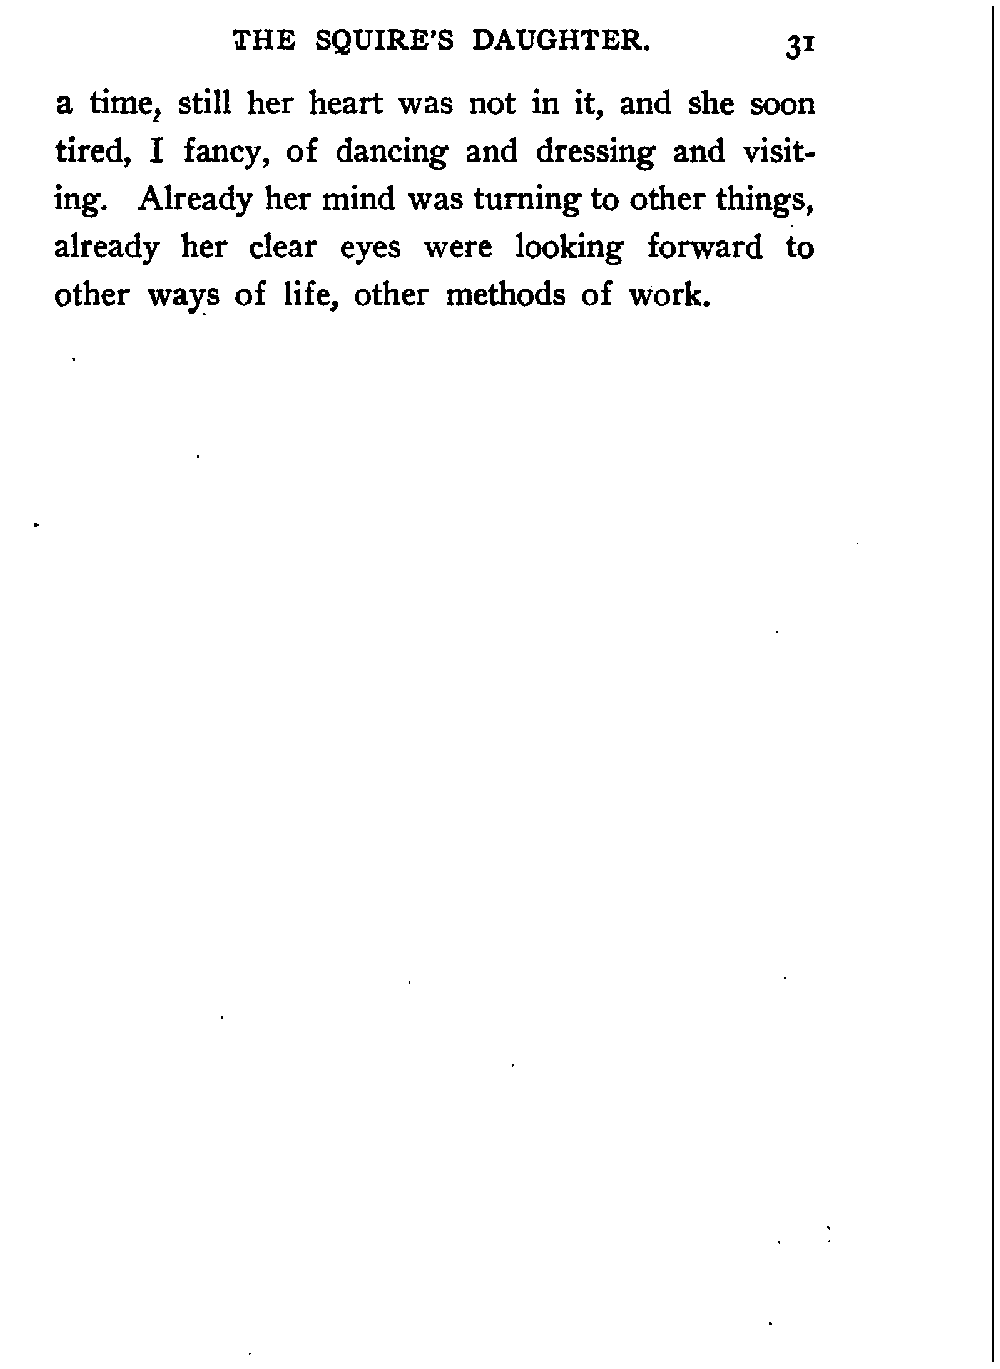 THE SQUIRE'S DAUGHTER. 31
a time, still her heart was not in it, and she soon
tired, I fancy, of dancing and dressing and visit-
ing. Already her mind was turning to other things,
already her clear eyes were looking forward to
other ways of life, other methods of work.